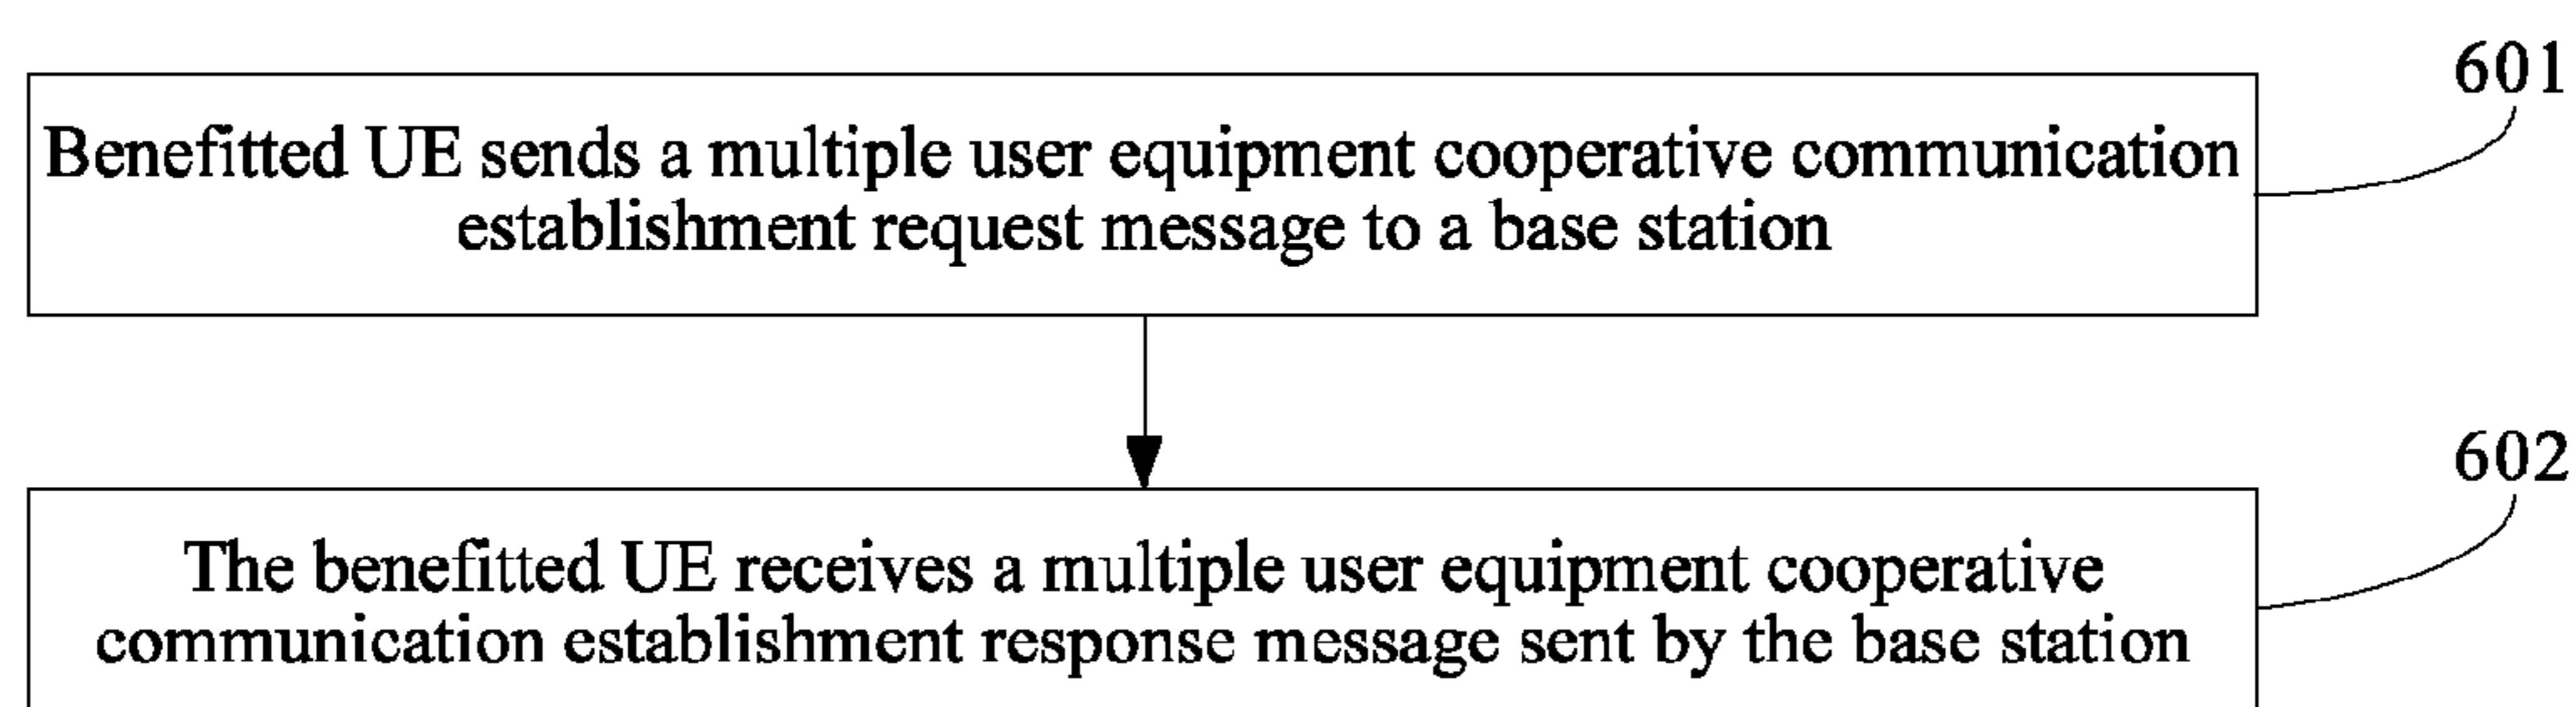 601
Benefitted UE sends a multiple user equipment cooperative communication
establishment request message to a base station
602
The benefitted UE receives a multiple user equipment cooperative
communication establishment response message sent by the base station